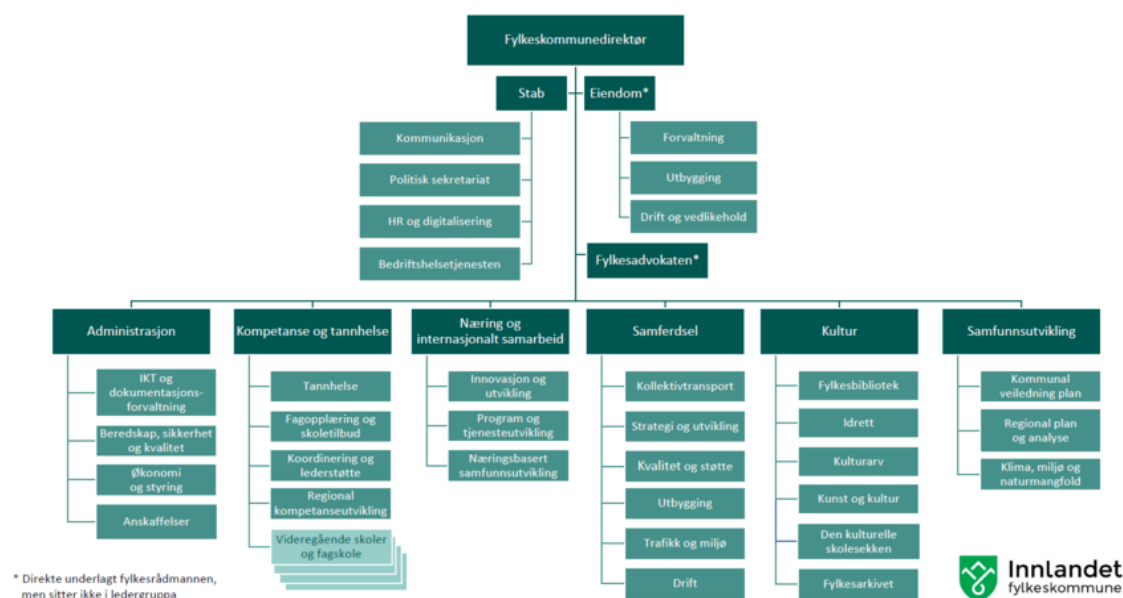 Fylkeskommunedirektør
Stab
Eiendom*
Kommunikasjon
Politisk sekretariat
HR og digitalisering
Bedriftshelsetjenesten
Forvaltning
Utbygging
Drift og vedlikehold
Fylkesadvokaten*
Administrasjon
IKT og
dokumentasjons-
forvaltning
Beredskap, sikkerhet
og kvalitet
Økonomi
og styring
Anskaffelser
Kompetanse og tannhelse
Tannhelse
Fagopplæring og
skoletilbud
Koordinering og
lederstøtte
Regional
kompetanseutvikling
Videregående skoler
og fagskole
Næring og
internasjonalt samarbeid
Innovasjon og
utvikling
Program og
tjenesteutvikling
Næringsbasert
samfunnsutvikling
Samferdsel
Kollektivtransport
Strategi og utvikling
Kvalitet og støtte
Utbygging
Trafikk og miljø
Drift
Kultur
Fylkesbibliotek
Idrett
Kulturarv
Kunst og kultur
Den kulturelle
skolesekken
Fylkesarkivet
Samfunnsutvikling
Kommunal
veiledning plan
Regional plan
og analyse
Klima, miljø og
naturmangfold
* Direkte underlagt fylkesrådmannen,
men sitter ikke i ledergruppa
Innlandet
fylkeskommune